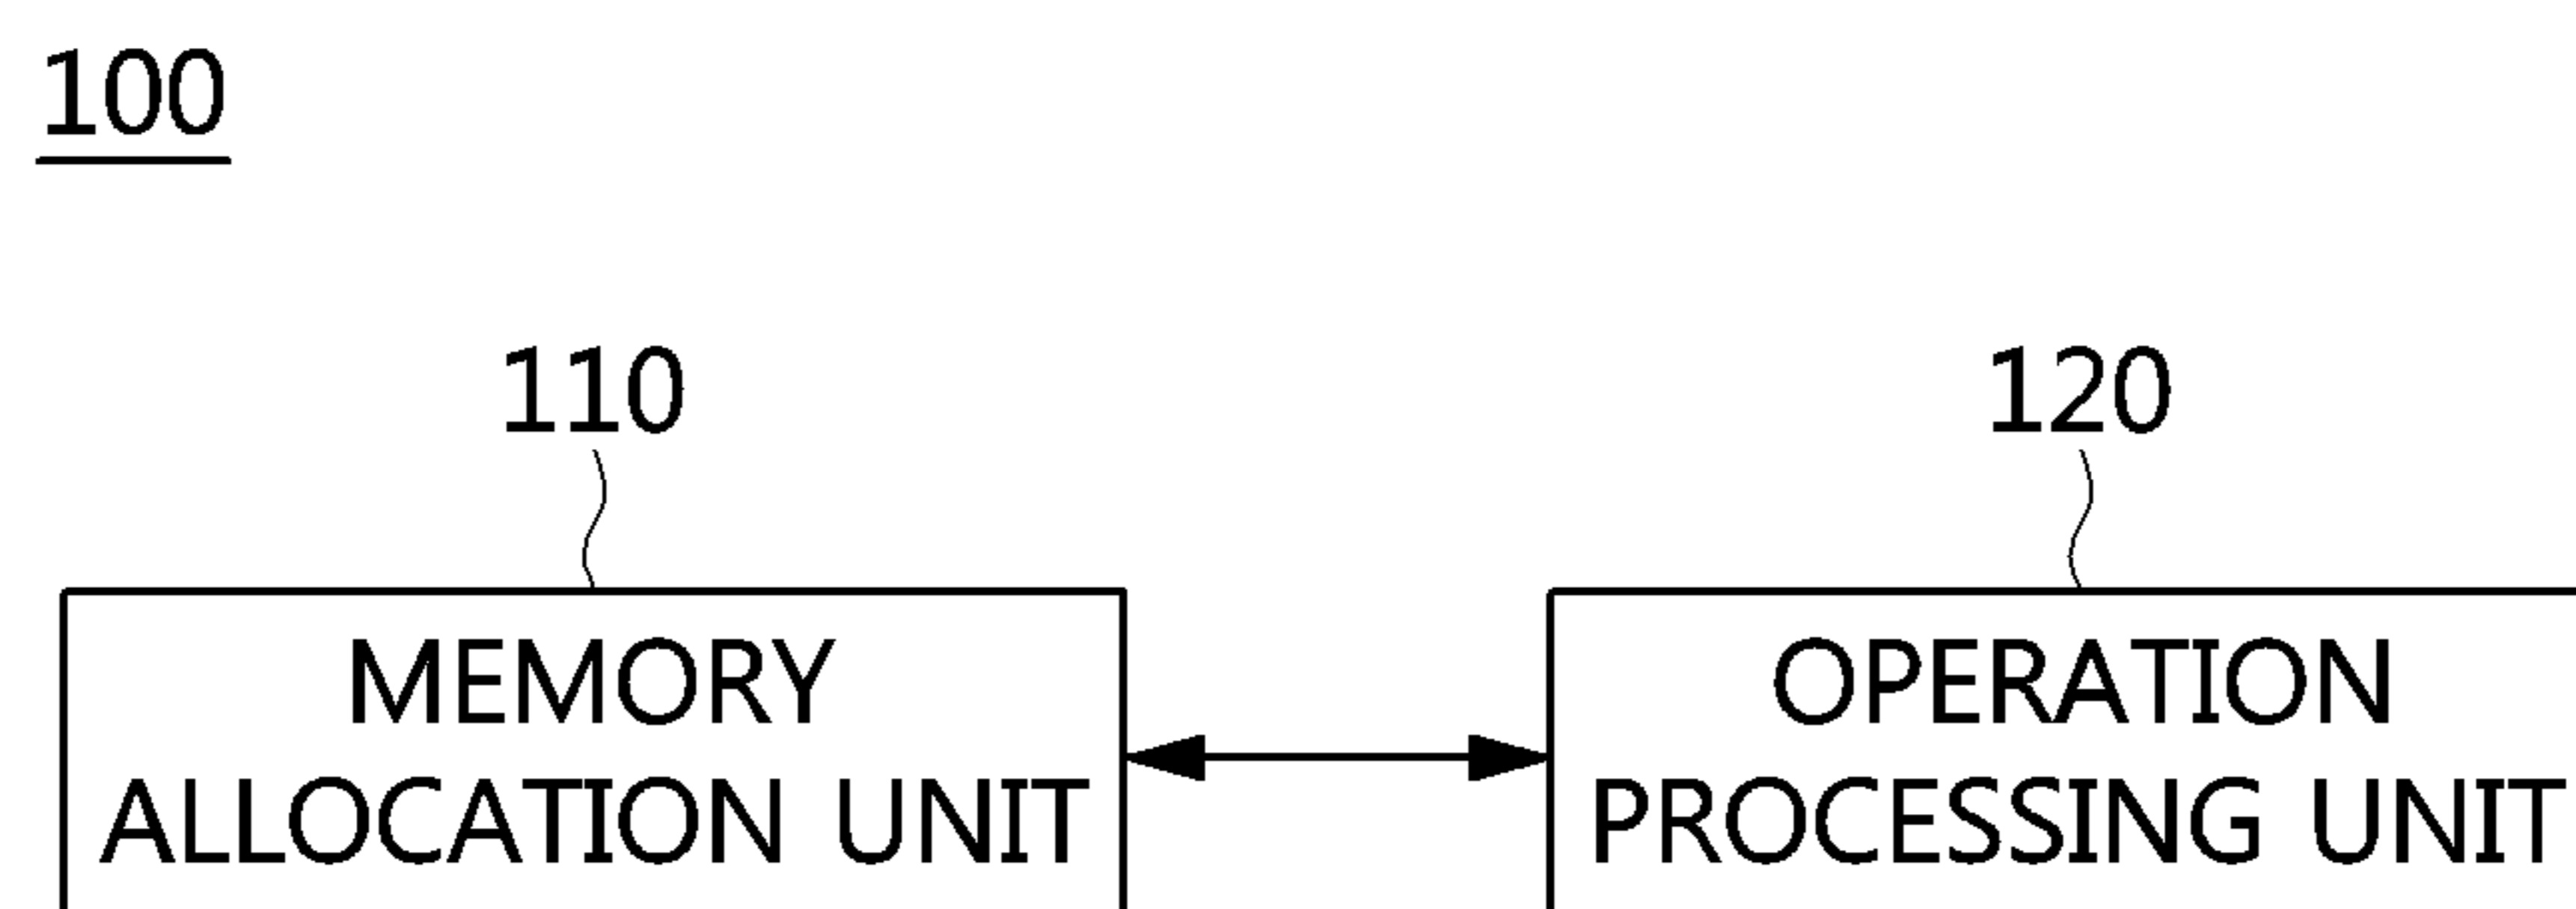 100
110
120
MEMORY
ALLOCATION UNIT
OPERATION
PROCESSING UNIT